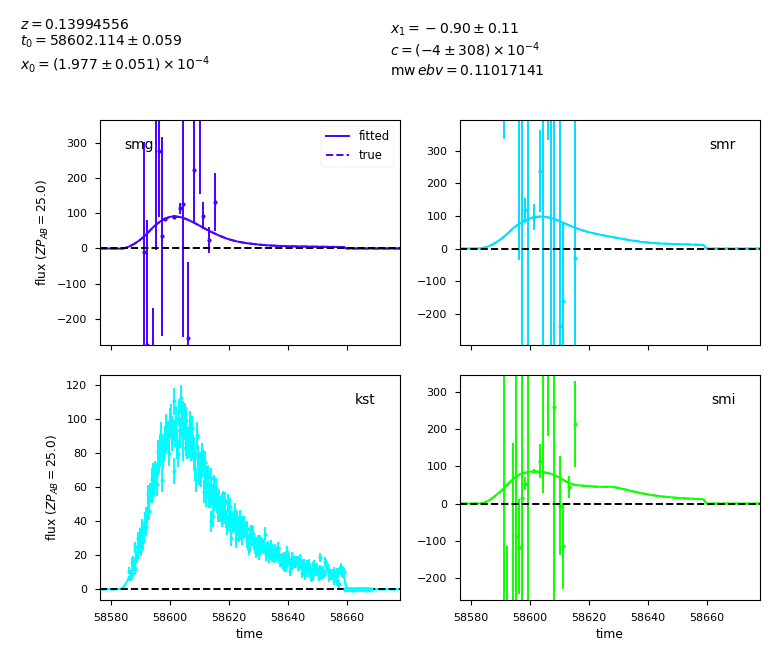 z = 0.13994556
t₀ = 58602.114 ± 0.059
x₀ = (1.977 ± 0.051) × 10⁻⁴
x₁ = −0.90 ± 0.11
c = (−4 ± 308) × 10⁻⁴
mw ebv = 0.11017141
smg
fitted
true
300
200
100
0
−100
−200
flux (ZP_AB = 25.0)
smr
300
200
100
0
−100
−200
kst
120
100
80
60
40
20
0
flux (ZP_AB = 25.0)
58580 58600 58620 58640 58660
time
smi
300
200
100
0
−100
−200
58580 58600 58620 58640 58660
time